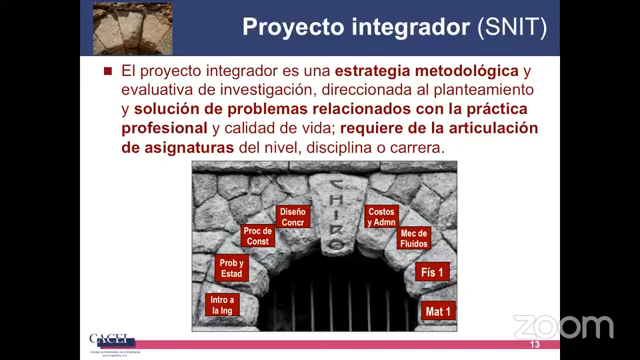 Proyecto integrador (SNIT)
El proyecto integrador es una estrategia metodológica y
evaluativa de investigación, direccionada al planteamiento
y solución de problemas relacionados con la práctica
profesional y calidad de vida; requiere de la articulación
de asignaturas del nivel, disciplina o carrera.
CHIRO
Diseño
Concr
Costos
y Admn
Proc de
Const
Mec de
Fluidos
Prob y
Estad
Fís 1
Intro a
la Ing
Mat 1
CACEI
zoom
13